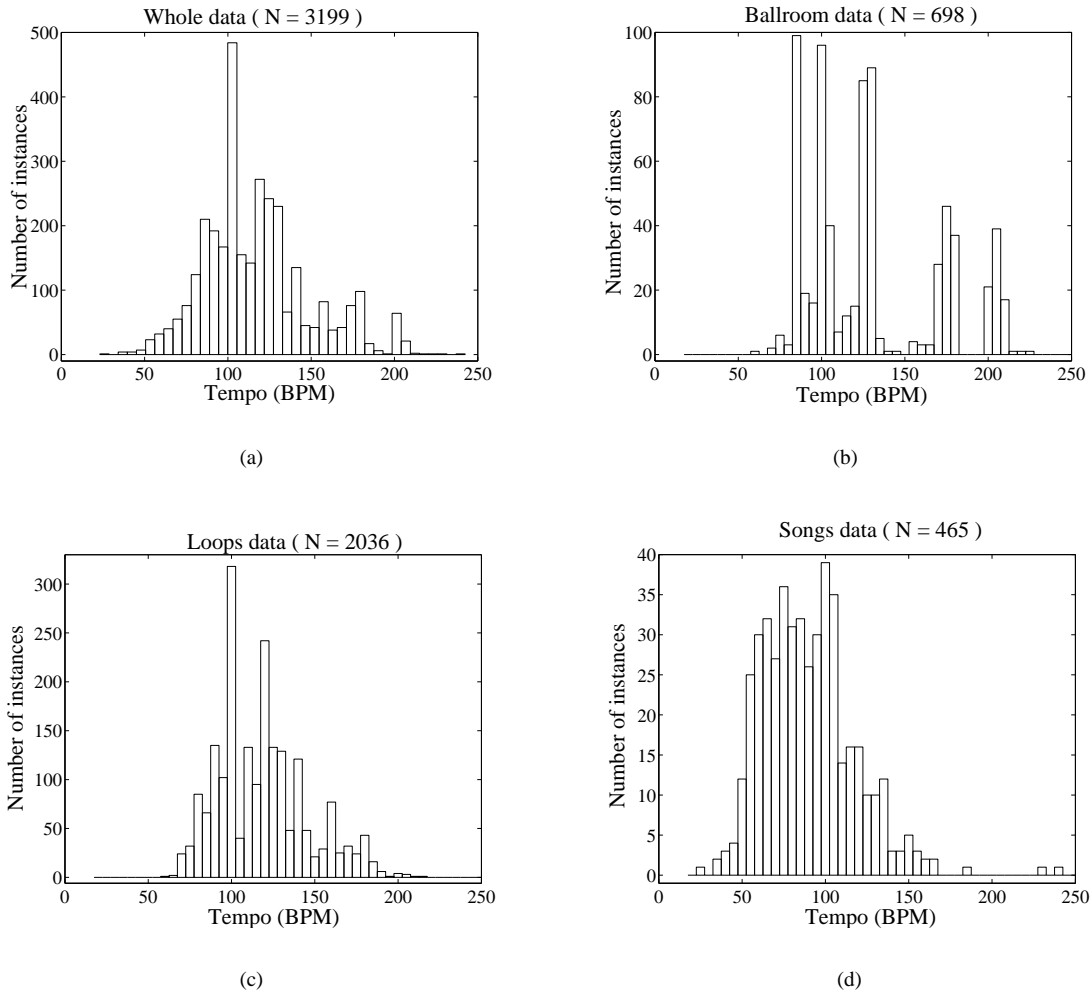 Whole data ( N = 3199 )
500
400
300
200
100
0
Number of instances
0 50 100 150 200 250
Tempo (BPM)
(a)
Ballroom data ( N = 698 )
100
80
60
40
20
0
Number of instances
0 50 100 150 200 250
Tempo (BPM)
(b)
Loops data ( N = 2036 )
300
250
200
150
100
50
0
Number of instances
0 50 100 150 200 250
Tempo (BPM)
(c)
Songs data ( N = 465 )
40
35
30
25
20
15
10
5
0
Number of instances
0 50 100 150 200 250
Tempo (BPM)
(d)